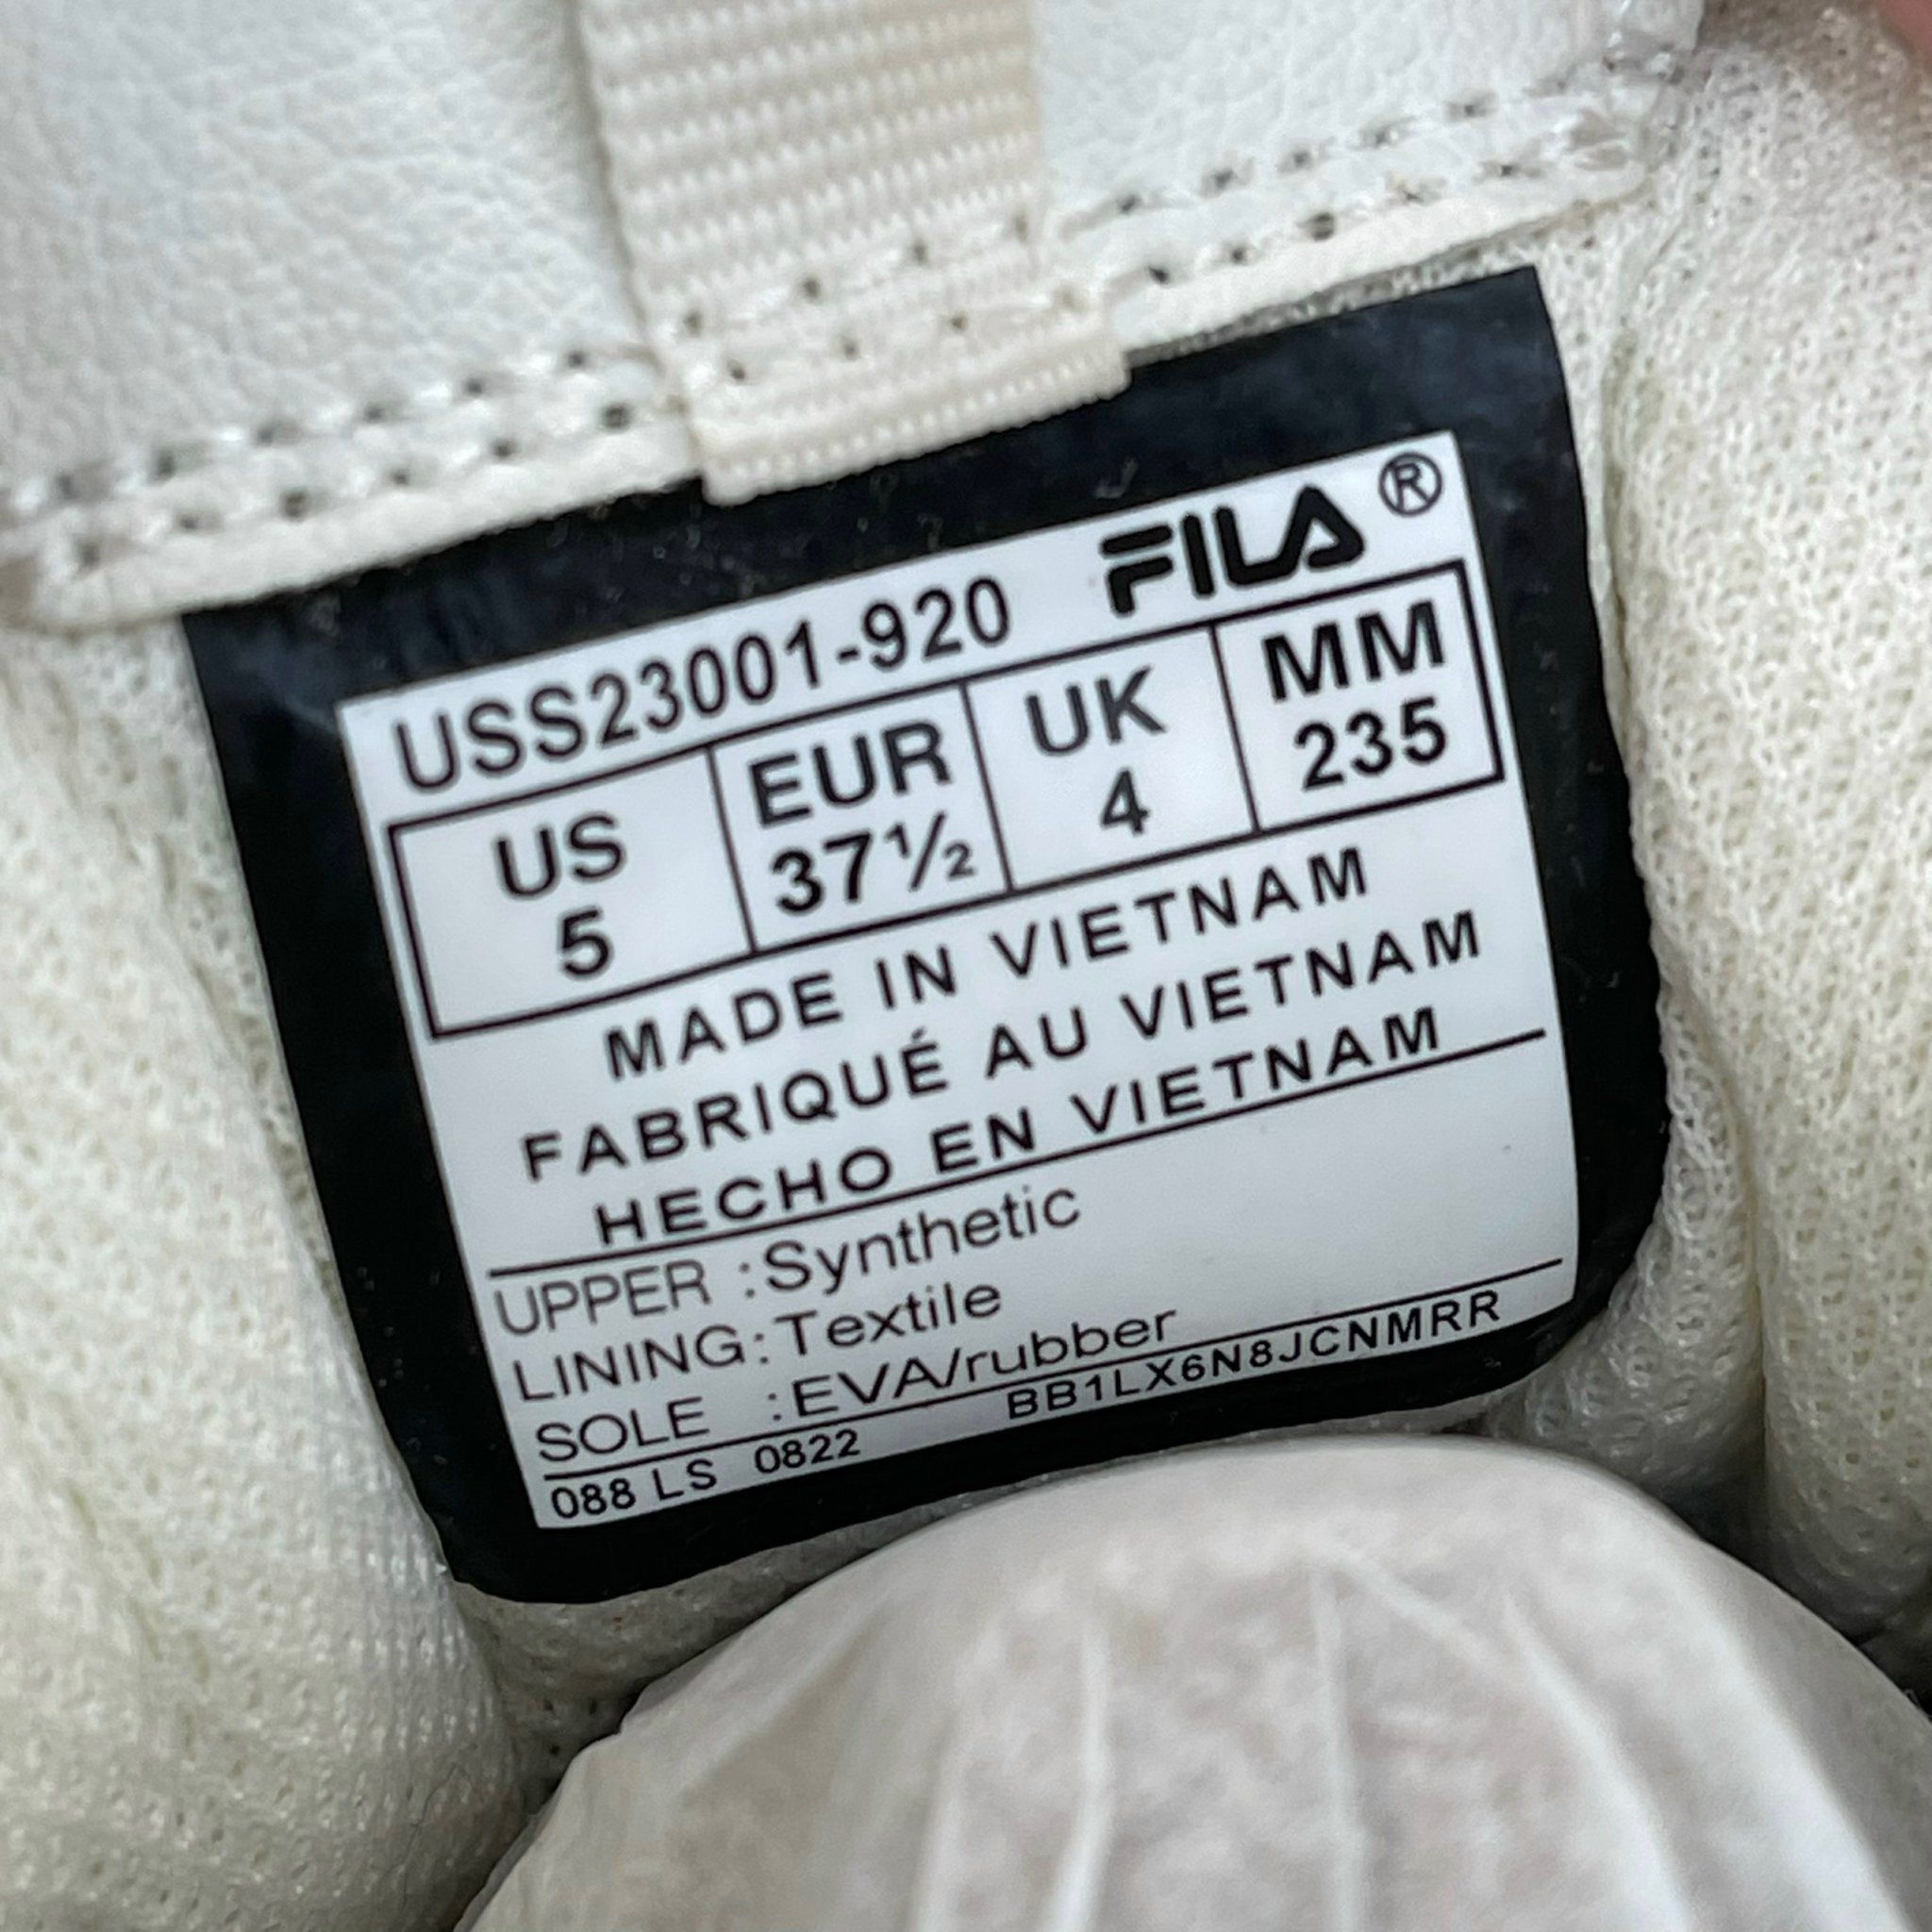 USS23001-920 FILA®
US EUR UK MM
5 37½ 4 235
MADE IN VIETNAM
FABRIQUÉ AU VIETNAM
HECHO EN VIETNAM
UPPER :Synthetic
LINING:Textile
SOLE :EVA/rubber
088 LS 0822 BB1LX6N8JCNMRR